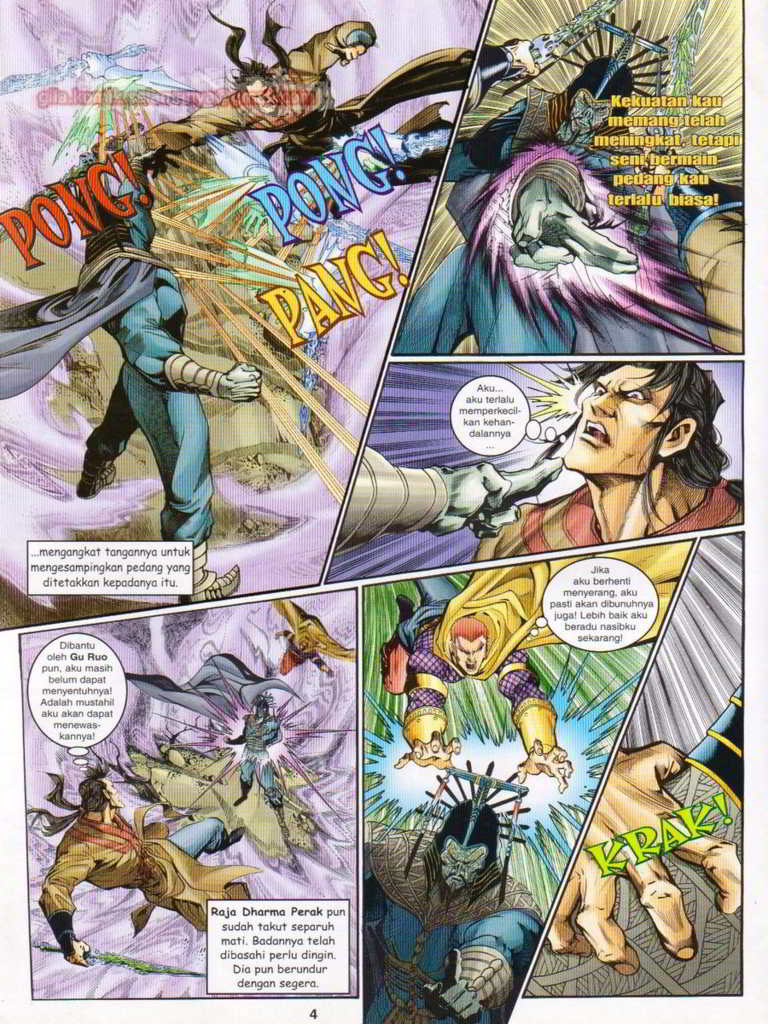 PONG!
PONG!
PANG!
...mengangkat tangannya untuk
mengesampingkan pedang yang
ditetakkan kepadanya itu.
Kekuatan kau
memang telah
meningkat, tetapi
seni bermain
pedang kau
terlalu biasa!
Aku...
aku terlalu
memperkecil-
kan kehan-
dalannya
...
Dibantu
oleh Gu Ruo
pun, aku masih
belum dapat
menyentuhnya!
Adalah mustahil
aku akan dapat
menewas-
kannya!
Raja Dharma Perak pun
sudah takut separuh
mati. Badannya telah
dibasahi perlu dingin.
Dia pun berundur
dengan segera.
Jika
aku berhenti
menyerang, aku
pasti akan dibunuhnya
juga! Lebih baik aku
beradu nasibku
sekarang!
KRAK!
4